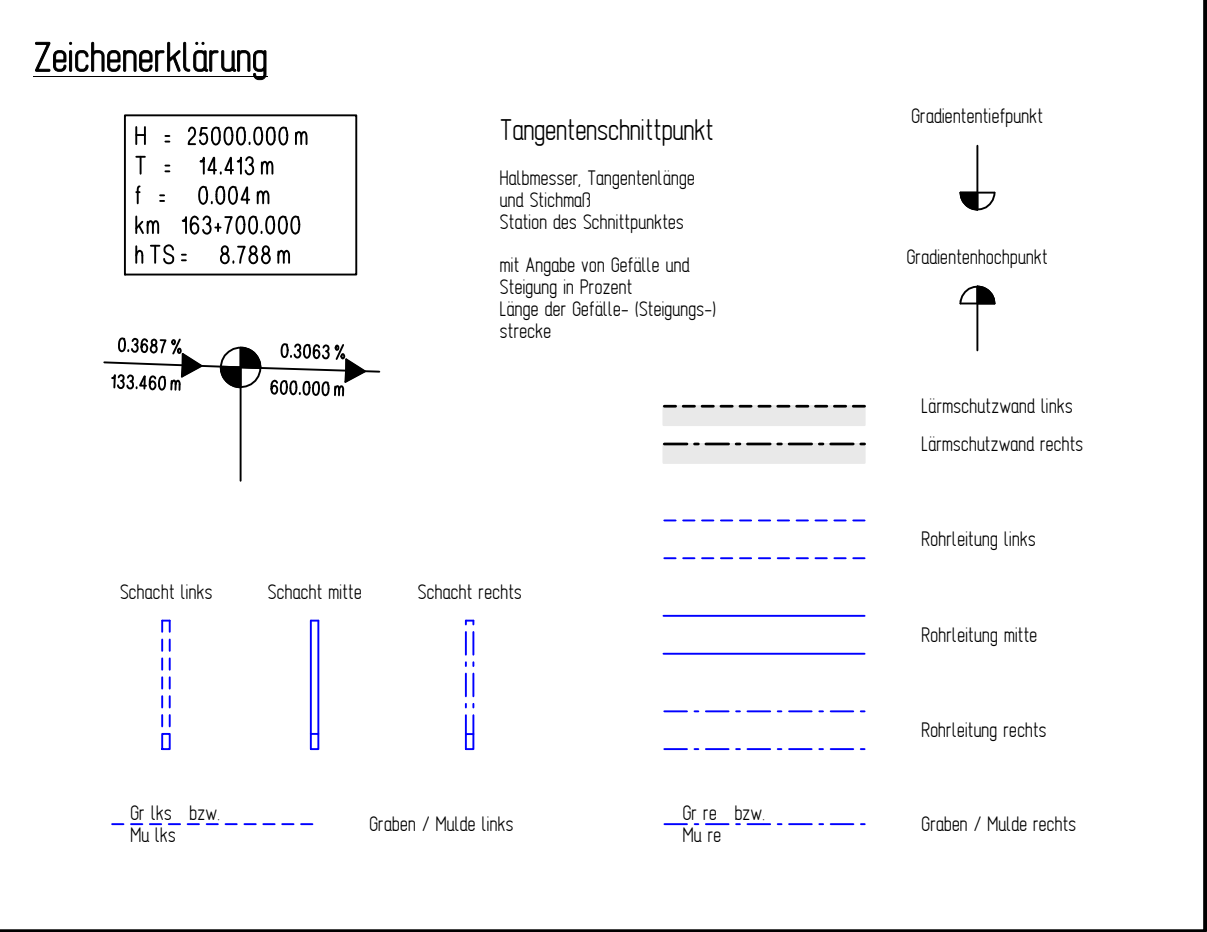 Zeichenerklärung
H = 25000.000 m
T = 14.413 m
f = 0.004 m
km 163+700.000
h TS = 8.788 m
0.3687 %
133.460 m
0.3063 %
600.000 m
Tangentenschnittpunkt
Halbmesser, Tangentenlänge
und Stichmaß
Station des Schnittpunktes
mit Angabe von Gefälle und
Steigung in Prozent
Länge der Gefälle- (Steigungs-)
strecke
Gradiententiefpunkt
Gradientenhochpunkt
Lärmschutzwand links
Lärmschutzwand rechts
Rohrleitung links
Rohrleitung mitte
Rohrleitung rechts
Schacht links
Schacht mitte
Schacht rechts
Gr lks bzw.
Mu lks
Graben / Mulde links
Gr re bzw.
Mu re
Graben / Mulde rechts